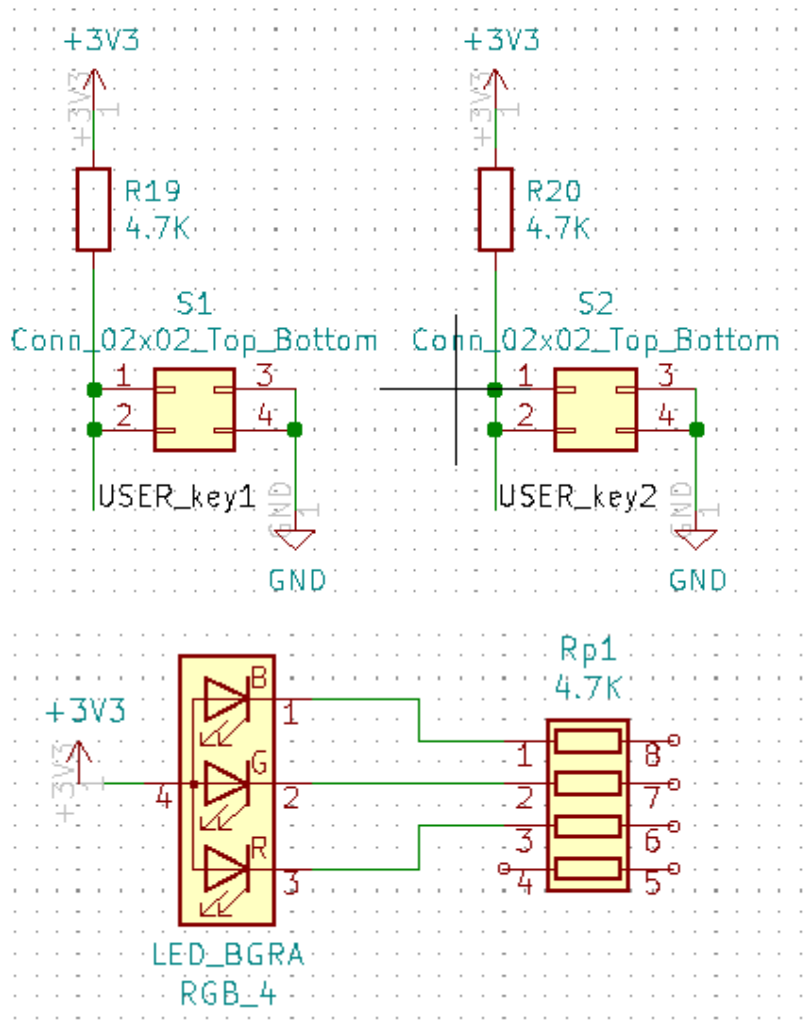 +3V3
+3V3
+3V3
1
+3V3
1
R19
4.7K
R20
4.7K
S1
Conn_02x02_Top_Bottom
S2
Conn_02x02_Top_Bottom
1
3
2
4
1
3
2
4
USER_key1
GND
1
GND
USER_key2
GND
1
GND
Rp1
4.7K
+3V3
+3V3
1
B
1
G
4
2
R
3
1
8
2
7
3
6
4
5
LED_BGRA
RGB_4